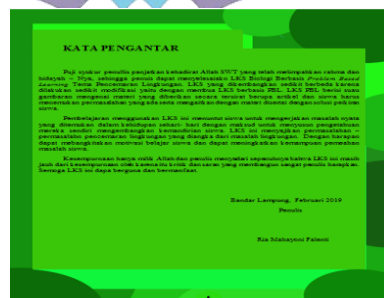 KATA PENGANTAR
Puji syukur penulis panjatkan kehadirat Allah SWT yang telah melimpahkan rahmat dan
hidayah – Nya, sehingga penulis dapat menyelesaikan LKS Biologi Berbasis Problem Based
Learning Tema Pencemaran Lingkungan. LKS yang dikembangkan sedikit berbeda karena
dilakukan sedikit modifikasi yaitu dengan membuat LKS berbasis PBL. LKS PBL berisi suatu
gambaran mengenai materi yang diberikan secara tersirat berupa artikel dan siswa harus
menemukan permasalahan yang ada serta mengaitkan dengan materi disertai dengan solusi pikiran
siswa.
Pembelajaran menggunakan LKS ini menuntut siswa untuk mengerjakan masalah nyata
yang ditemukan dalam kehidupan sehari- hari dengan maksud untuk menyusun pengetahuan
mereka sendiri mengembangkan kemandirian siswa. LKS ini menyajikan permasalahan –
permasalahan pencemaran lingkungan yang diangkat dari masalah lingkungan. Dengan harapan
dapat membangkitkan motivasi belajar siswa dan dapat meningkatkan kemampuan pemecahan
masalah siswa.
Kesempurnaan hanya milik Allah dan penulis menyadari sepenuhnya bahwa LKS ini masih
jauh dari kesempurnaan oleh karena itu kritik dan saran yang membangun sangat penulis harapkan.
Semoga LKS ini dapat berguna dan bermanfaat.
Bandar Lampung, Februari 2019
Penulis
Ria Mahayani